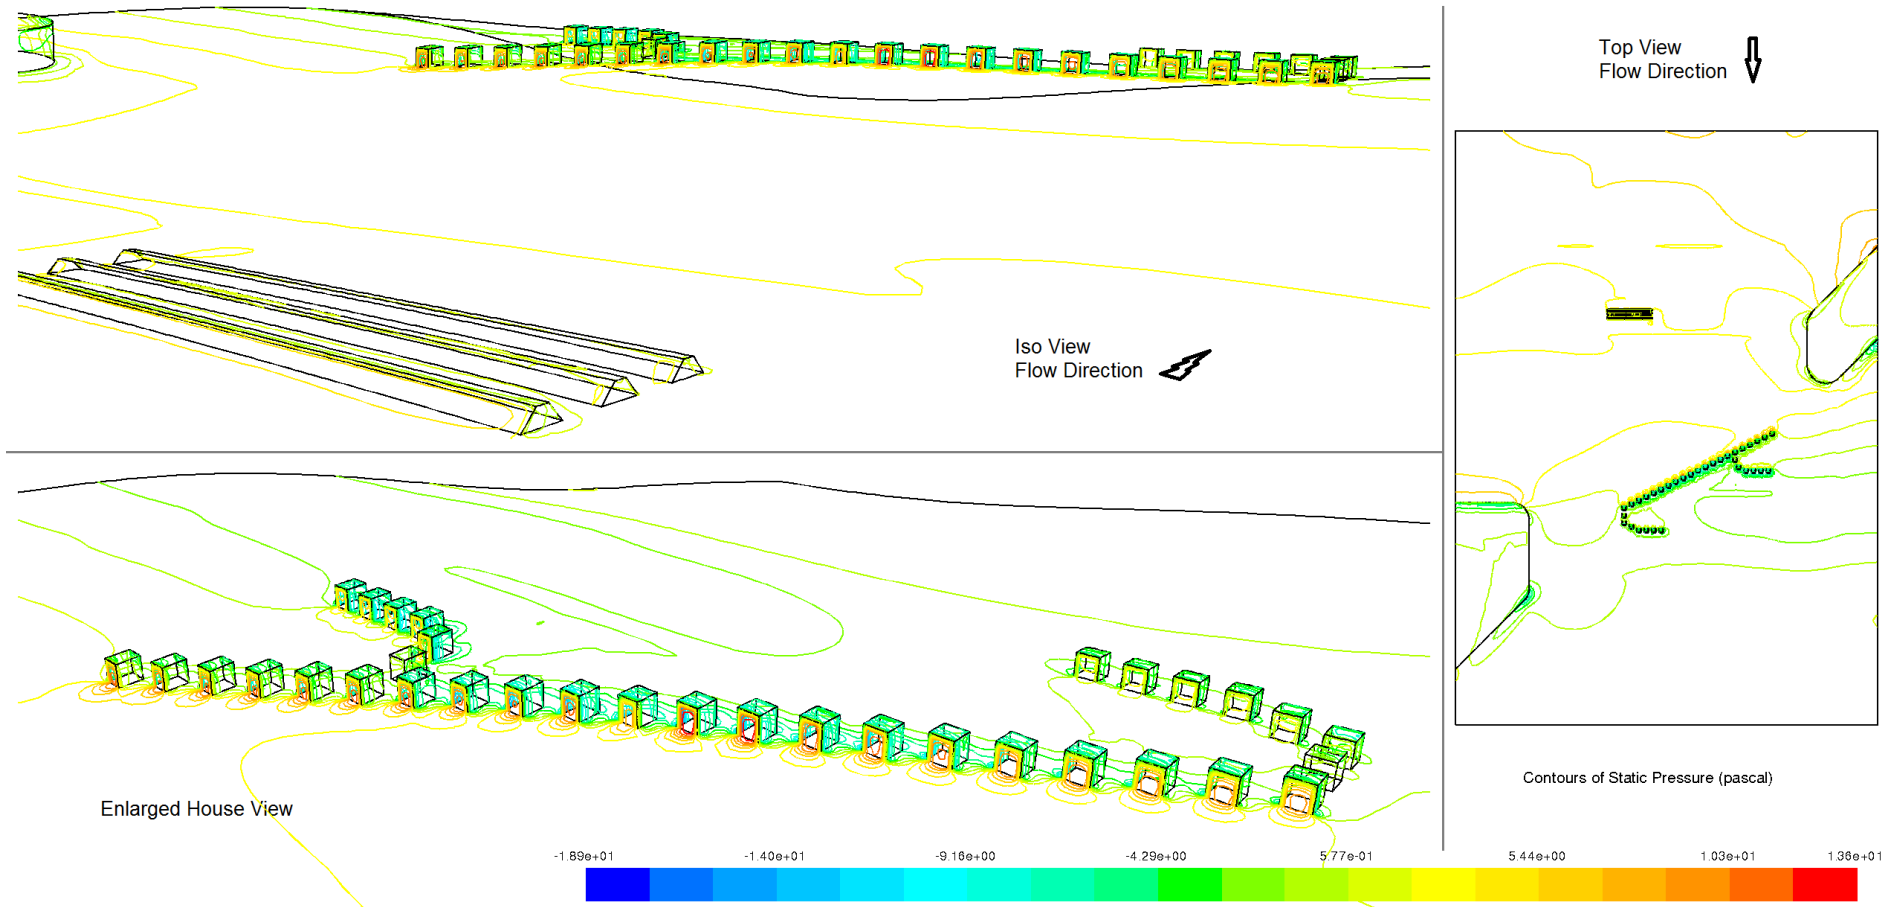 Top View
Flow Direction
Iso View
Flow Direction
Enlarged House View
Contours of Static Pressure (pascal)
-1.89e+01 -1.40e+01 -9.16e+00 -4.29e+00 5.77e-01 5.44e+00 1.03e+01 1.36e+01